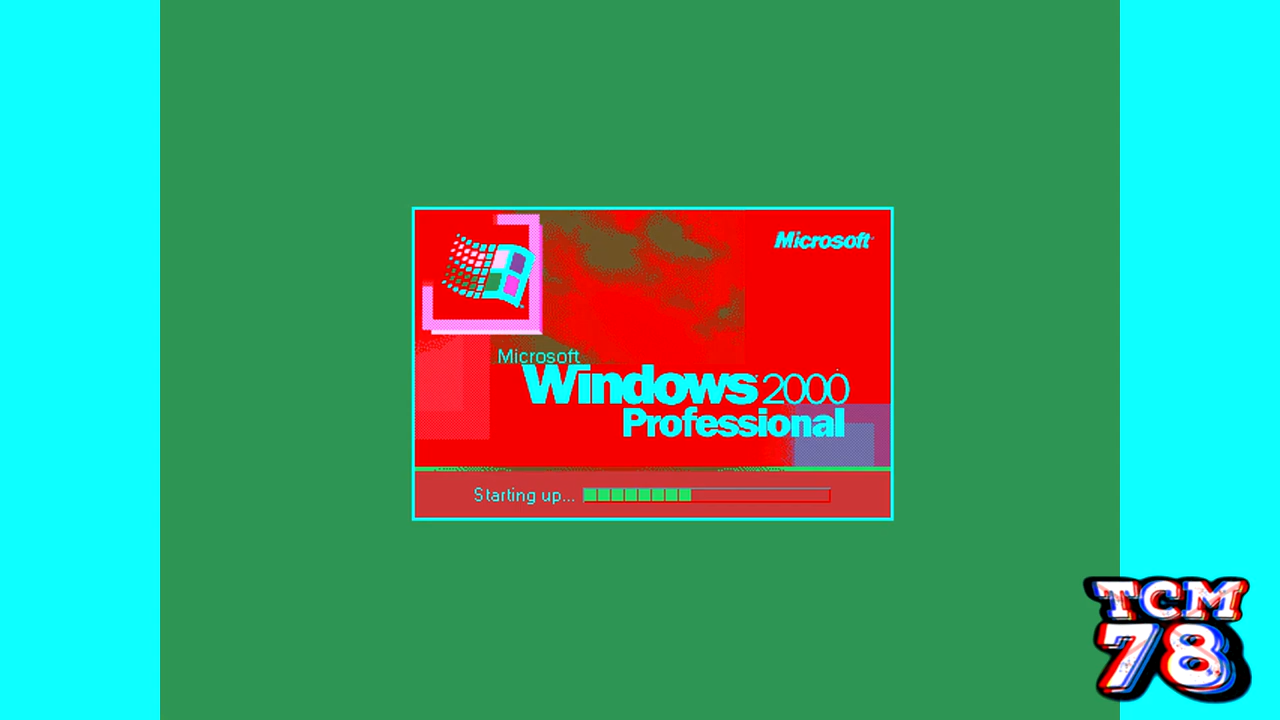 Microsoft
Microsoft
Windows 2000
Professional
Starting up...
TCM
78